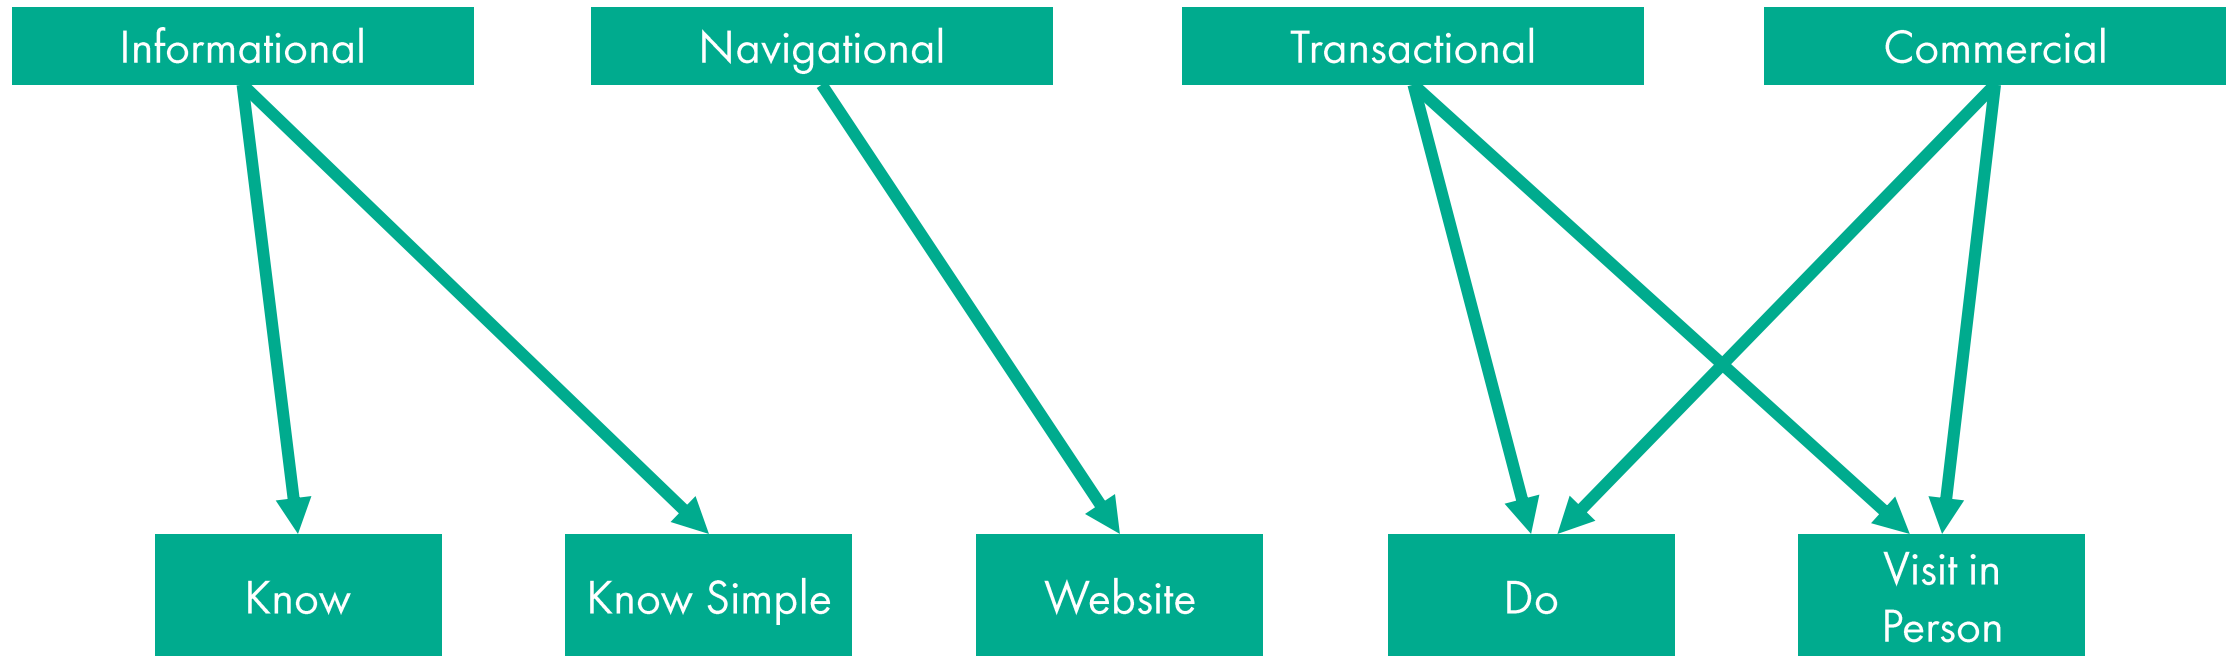 Informational
Navigational
Transactional
Commercial
Know
Know Simple
Website
Do
Visit in
Person